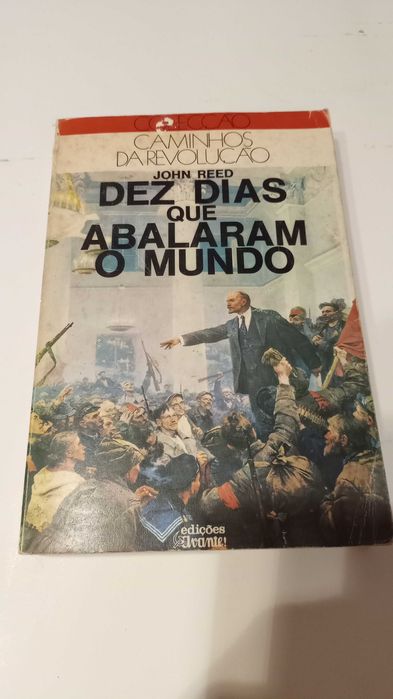 COLECÇÃO
CAMINHOS
DA REVOLUÇÃO
JOHN REED
DEZ DIAS
QUE
ABALARAM
O MUNDO
edições
Avante!